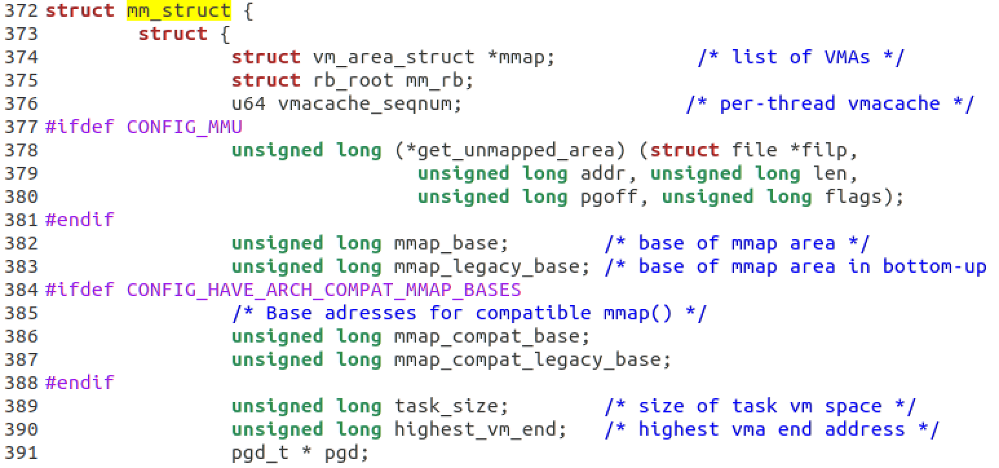 372 struct mm_struct {
373         struct {
374                 struct vm_area_struct *mmap;            /* list of VMAs */
375                 struct rb_root mm_rb;
376                 u64 vmacache_seqnum;                   /* per-thread vmacache */
377 #ifdef CONFIG_MMU
378                 unsigned long (*get_unmapped_area) (struct file *filp,
379                                 unsigned long addr, unsigned long len,
380                                 unsigned long pgoff, unsigned long flags);
381 #endif
382                 unsigned long mmap_base;        /* base of mmap area */
383                 unsigned long mmap_legacy_base; /* base of mmap area in bottom-up
384 #ifdef CONFIG_HAVE_ARCH_COMPAT_MMAP_BASES
385                 /* Base adresses for compatible mmap() */
386                 unsigned long mmap_compat_base;
387                 unsigned long mmap_compat_legacy_base;
388 #endif
389                 unsigned long task_size;        /* size of task vm space */
390                 unsigned long highest_vm_end;   /* highest vma end address */
391                 pgd_t * pgd;